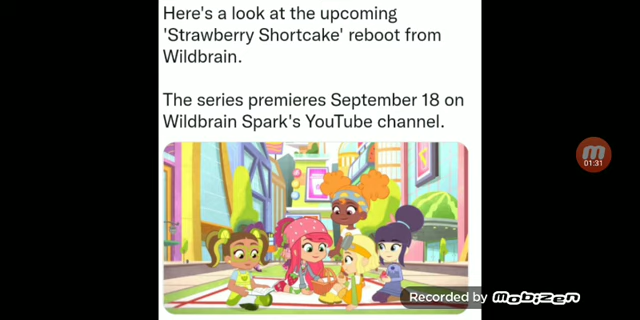 Here's a look at the upcoming
'Strawberry Shortcake' reboot from
Wildbrain.
The series premieres September 18 on
Wildbrain Spark's YouTube channel.
01:31
Recorded by mobizen